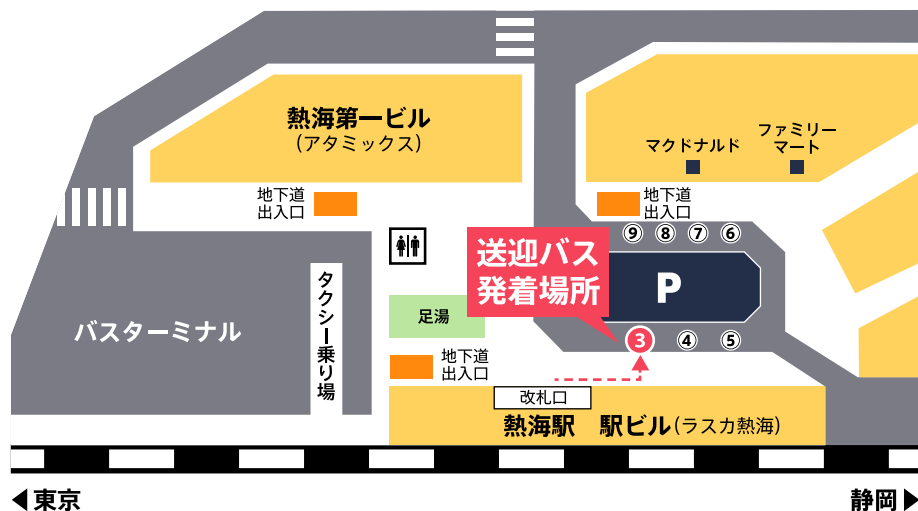 熱海第一ビル
(アタミックス)
マクドナルド
ファミリー
マート
地下道
出入口
地下道
出入口
9 8 7 6
送迎バス
発着場所
P
タクシー乗り場
バスターミナル
足湯
3 4 5
地下道
出入口
改札口
熱海駅 駅ビル(ラスカ熱海)
東京
静岡